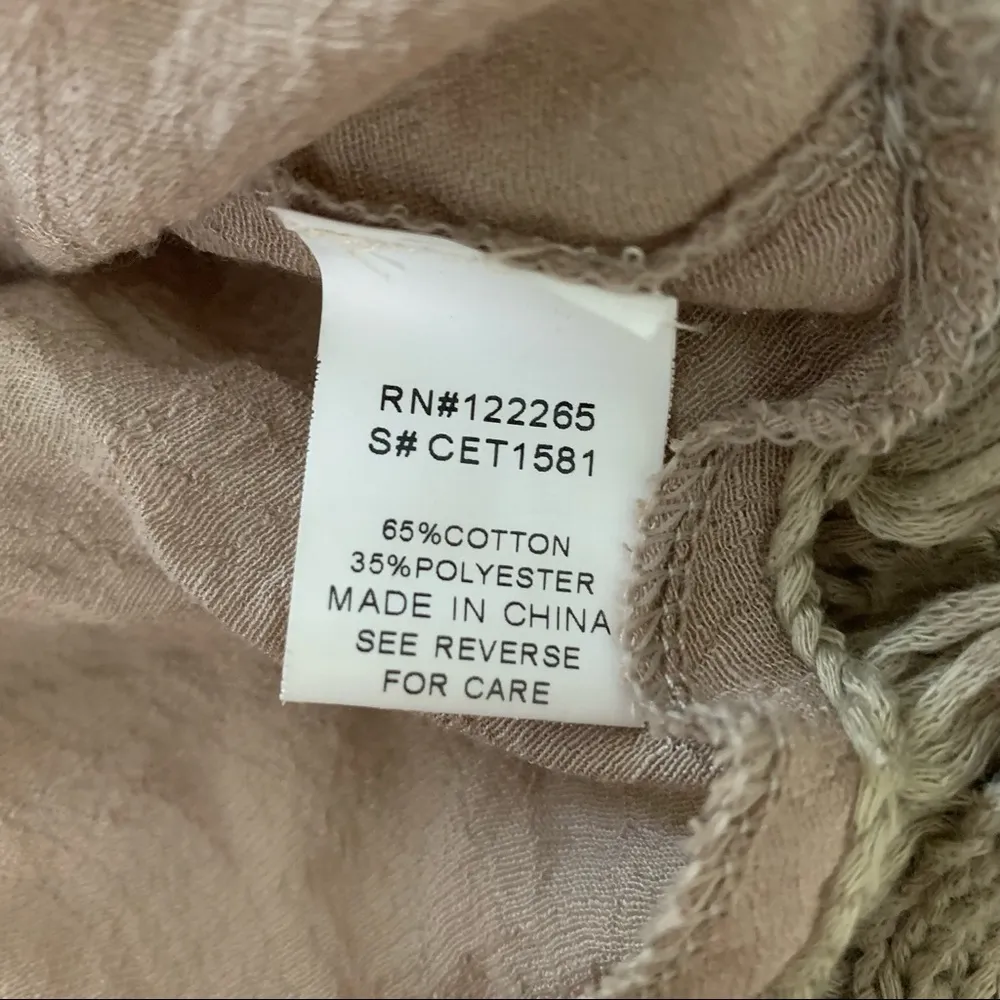 RN#122265
S# CET1581
65%COTTON
35%POLYESTER
MADE IN CHINA
SEE REVERSE
FOR CARE